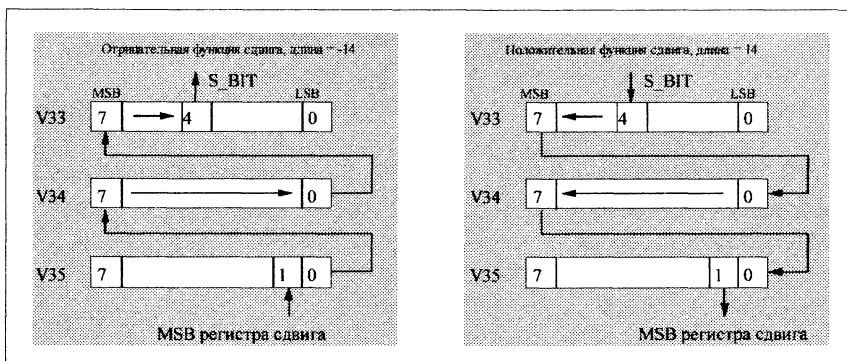 Отрицательная функция сдвига, длина = -14
S_BIT
MSB LSB
V33 7 4 0
V34 7 0
V35 7 1 0
MSB регистра сдвига
Положительная функция сдвига, длина = 14
S_BIT
MSB LSB
V33 7 4 0
V34 7 0
V35 7 1 0
MSB регистра сдвига